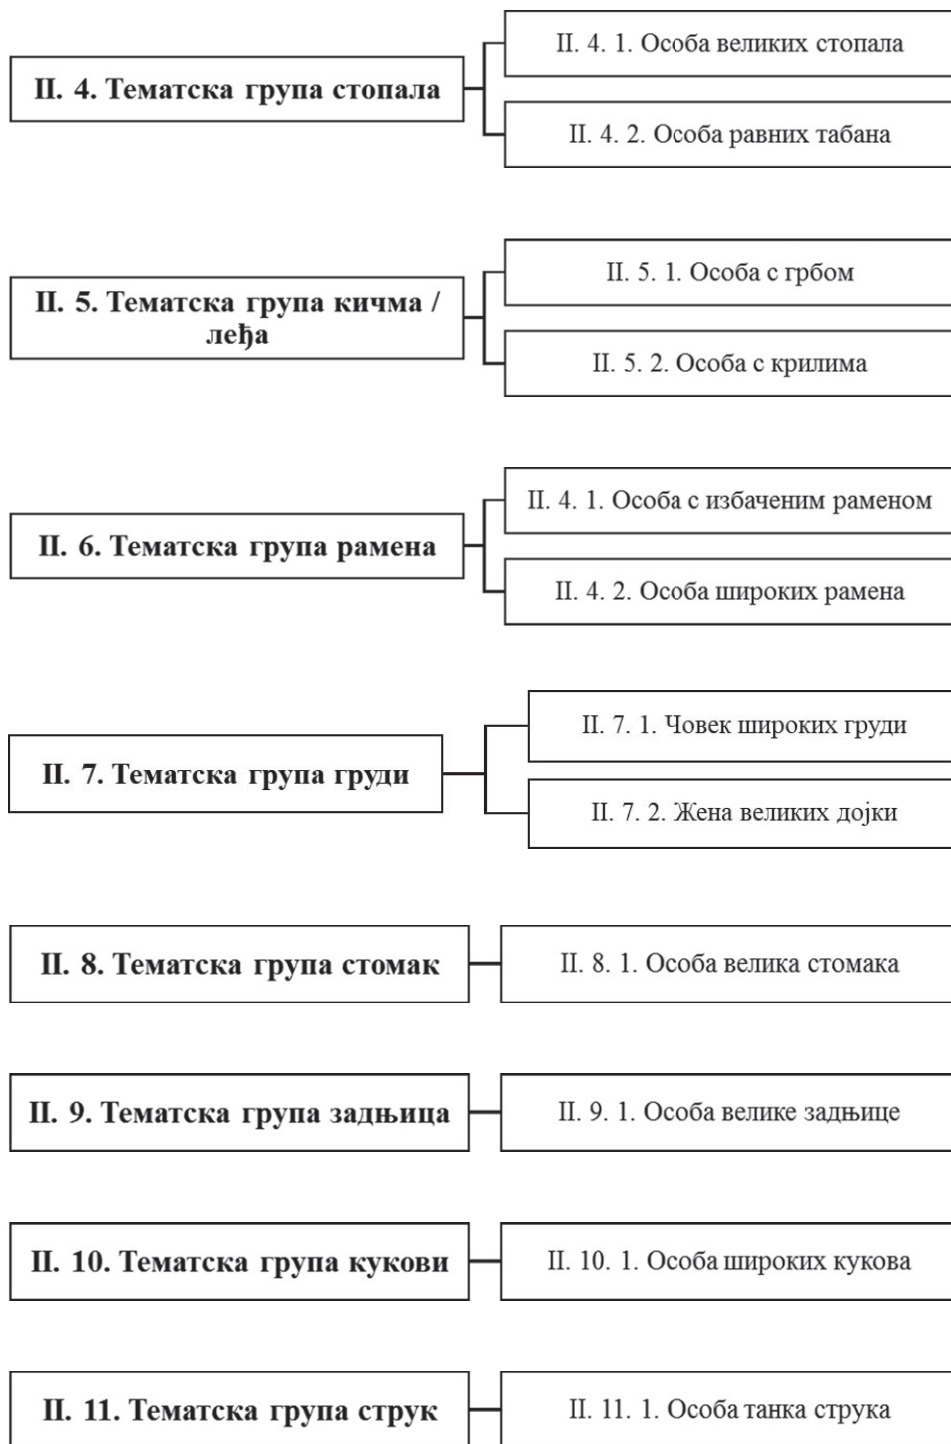 II. 4. Тематска група стопала
II. 4. 1. Особа великих стопала
II. 4. 2. Особа равних табана
II. 5. Тематска група кичма /
леђа
II. 5. 1. Особа с грбом
II. 5. 2. Особа с крилима
II. 6. Тематска група рамена
II. 4. 1. Особа с избаченим раменом
II. 4. 2. Особа широких рамена
II. 7. Тематска група груди
II. 7. 1. Човек широких груди
II. 7. 2. Жена великих дојки
II. 8. Тематска група стомак
II. 8. 1. Особа велика стомака
II. 9. Тематска група задњица
II. 9. 1. Особа велике задњице
II. 10. Тематска група кукови
II. 10. 1. Особа широких кукова
II. 11. Тематска група струк
II. 11. 1. Особа танка струка